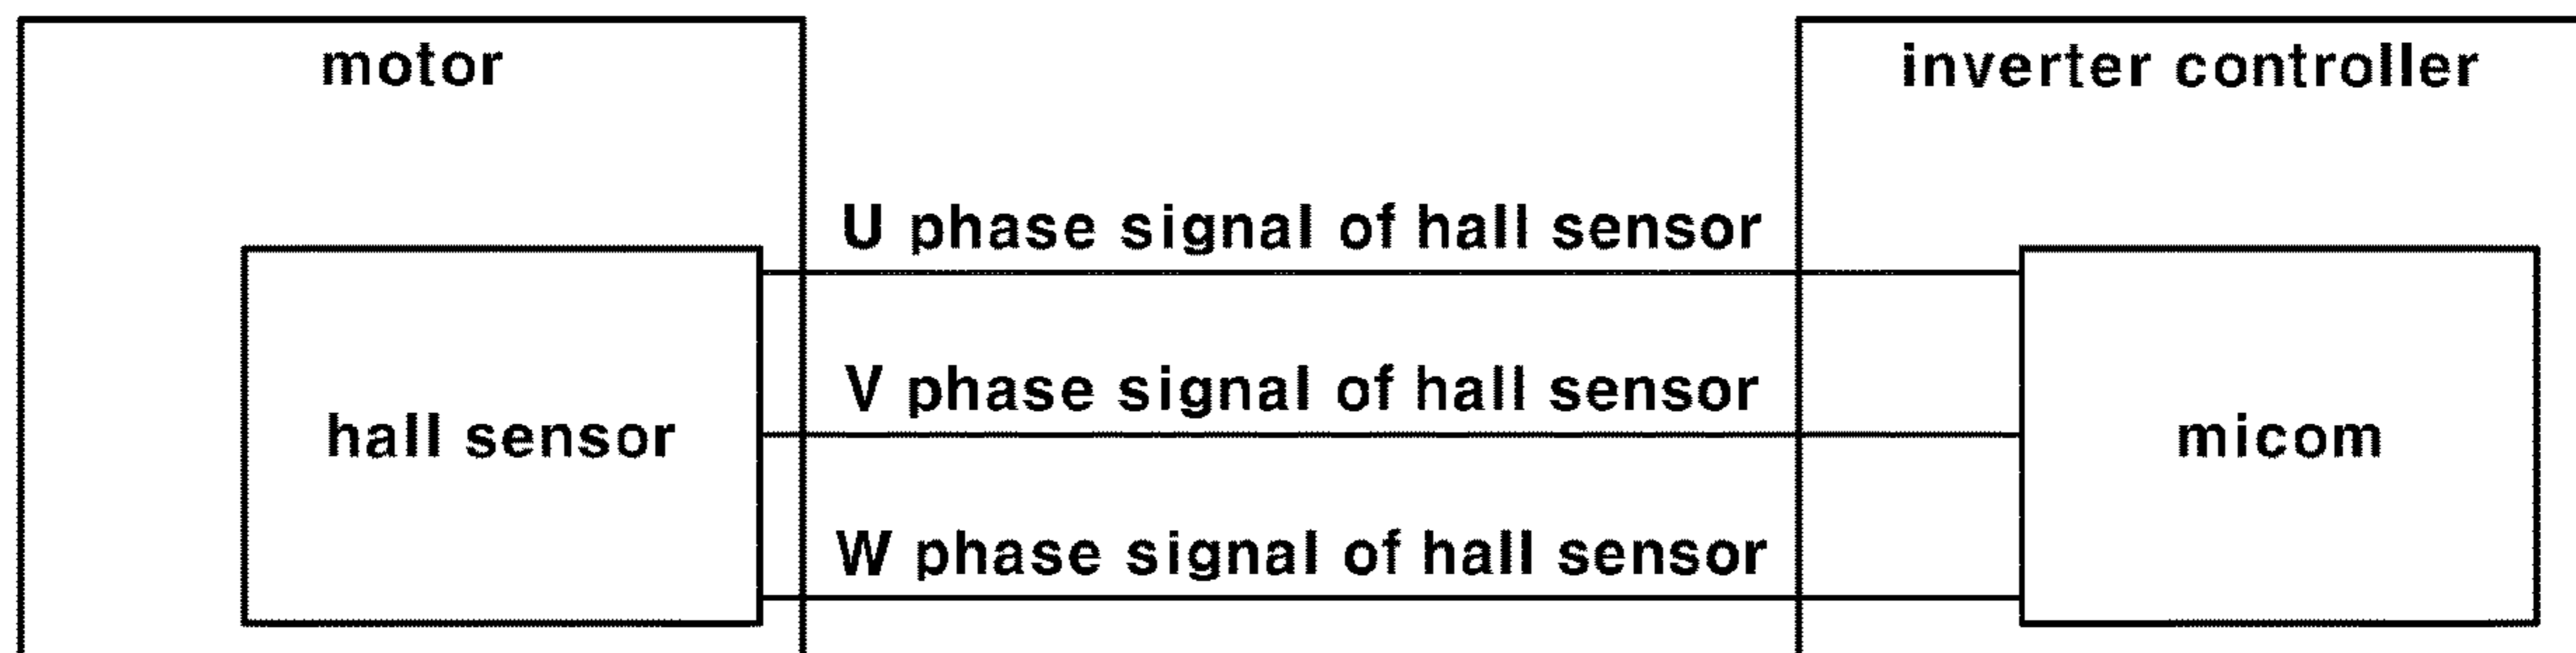 motor
inverter controller
U phase signal of hall sensor
V phase signal of hall sensor
hall sensor
micom
W phase signal of hall sensor